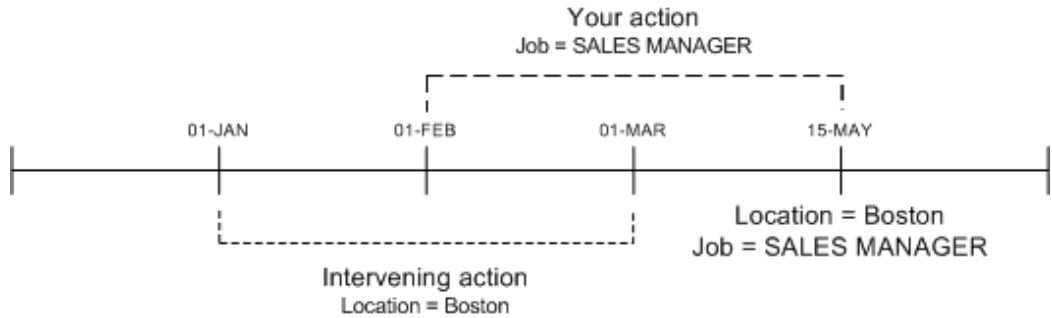 Your action
Job = SALES MANAGER
01-JAN 01-FEB 01-MAR 15-MAY
Location = Boston
Job = SALES MANAGER
Intervening action
Location = Boston